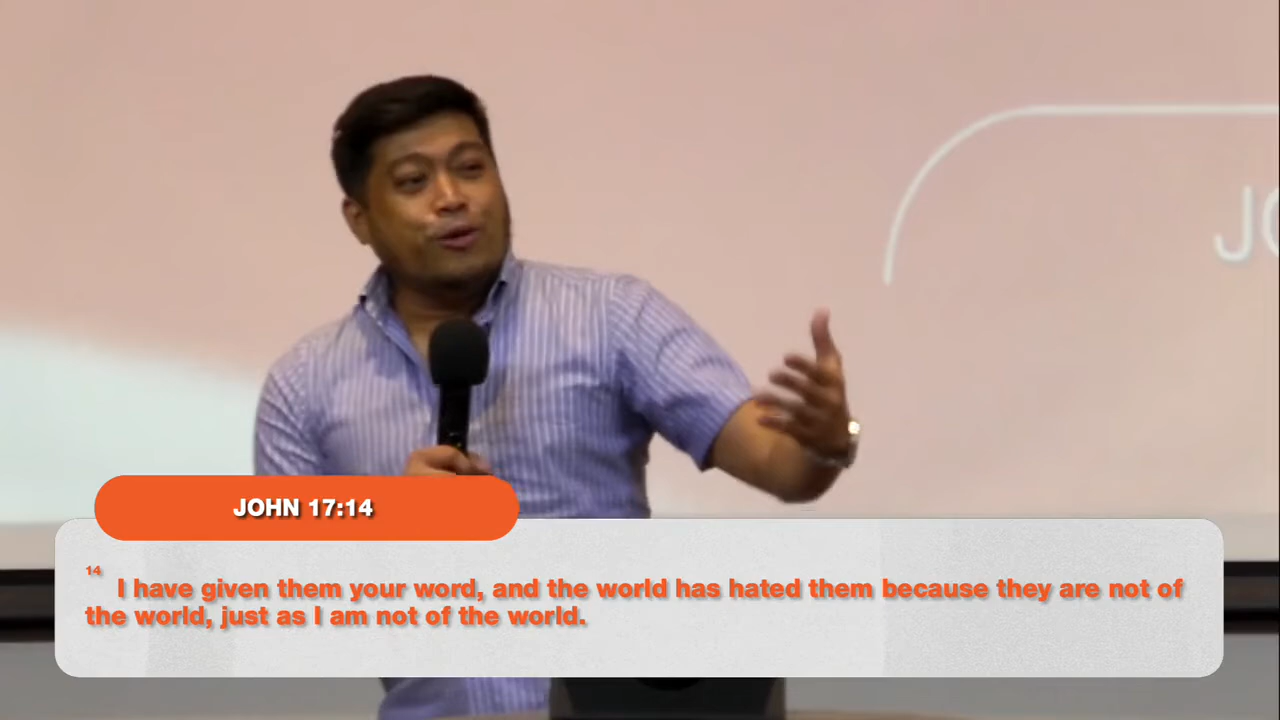 JO
JOHN 17:14
14 I have given them your word, and the world has hated them because they are not of
the world, just as I am not of the world.